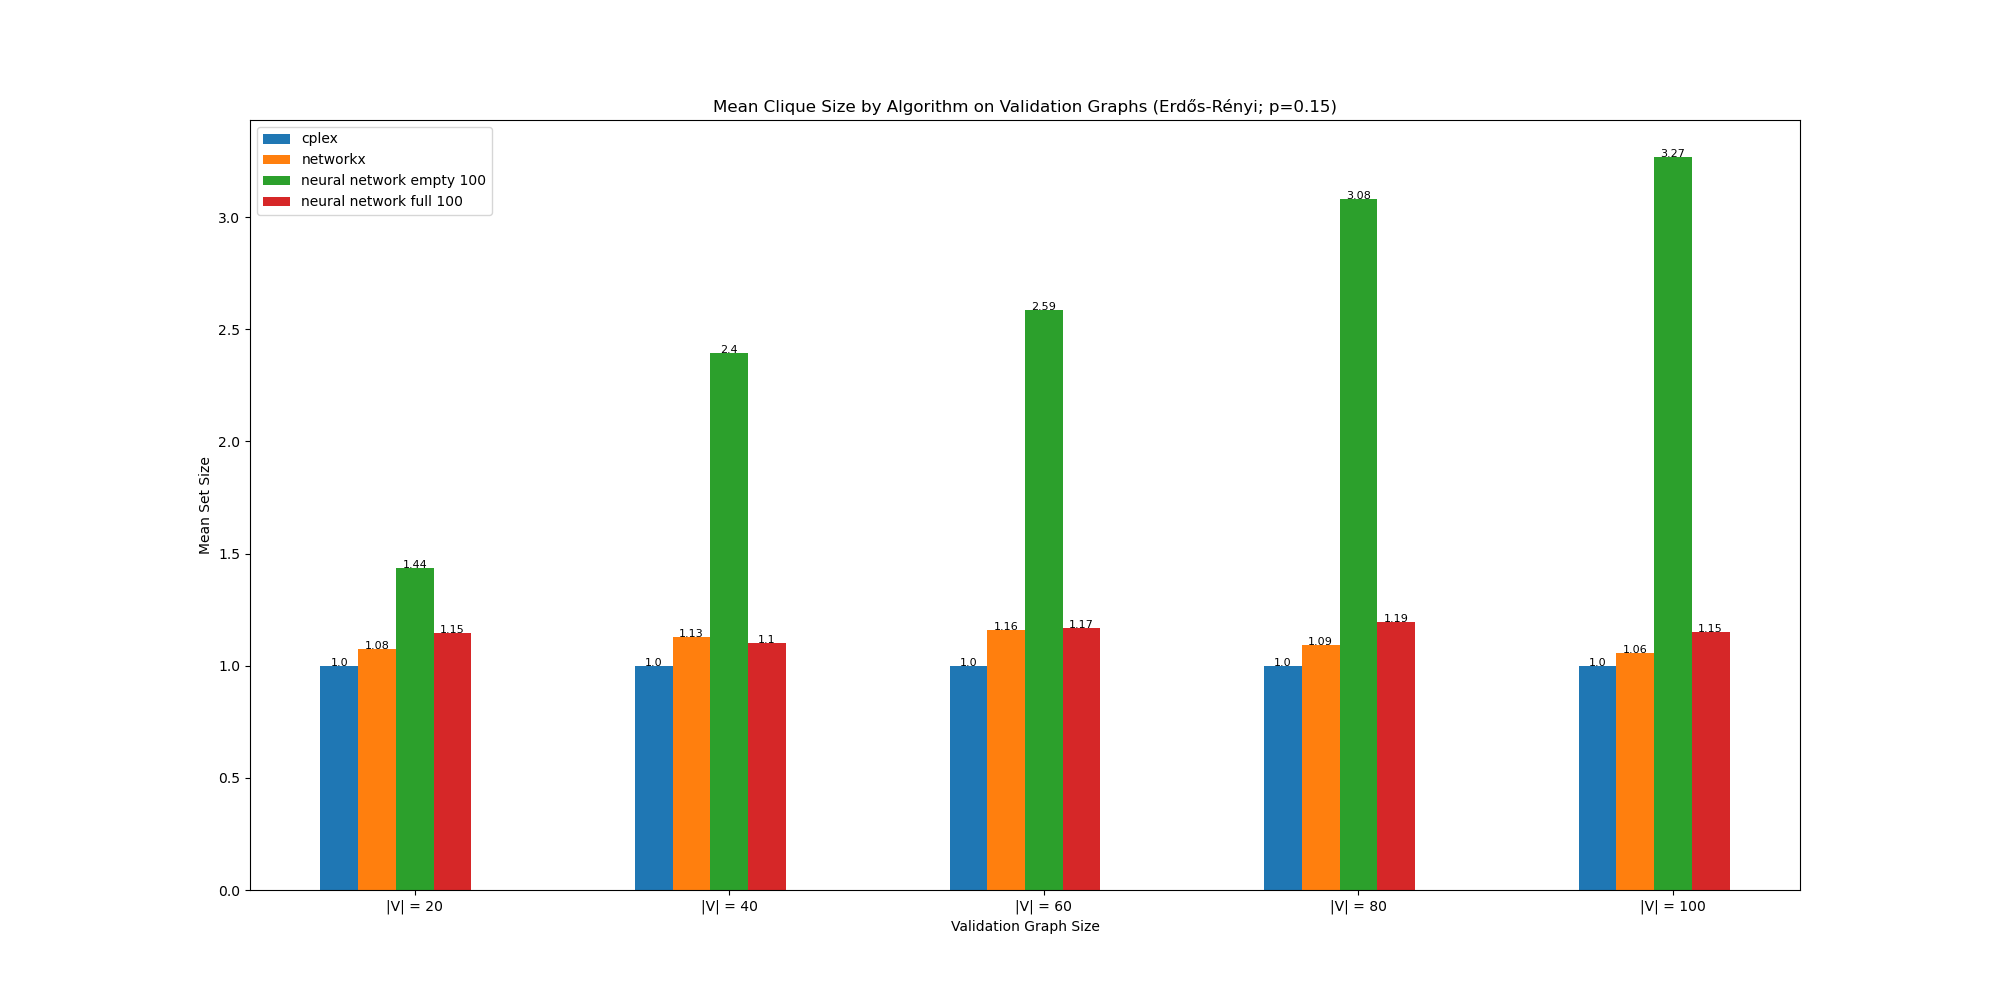 Mean Clique Size by Algorithm on Validation Graphs (Erdős-Rényi; p=0.15)
cplex
networkx
neural network empty 100
neural network full 100
Mean Set Size
3.0
2.5
2.0
1.5
1.0
0.5
0.0
1.0
1.08
1.44
1.15
1.0
1.13
2.4
1.1
1.0
1.16
2.59
1.17
1.0
1.09
3.08
1.19
1.0
1.06
3.27
1.15
|V| = 20
|V| = 40
|V| = 60
|V| = 80
|V| = 100
Validation Graph Size